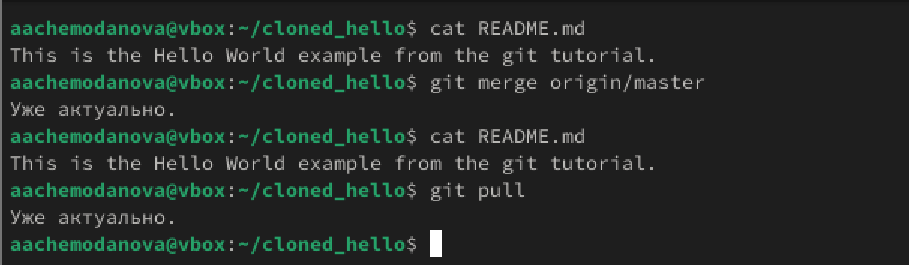 aachemodanova@vbox:~/cloned_hello$ cat README.md
This is the Hello World example from the git tutorial.
aachemodanova@vbox:~/cloned_hello$ git merge origin/master
Уже актуально.
aachemodanova@vbox:~/cloned_hello$ cat README.md
This is the Hello World example from the git tutorial.
aachemodanova@vbox:~/cloned_hello$ git pull
Уже актуально.
aachemodanova@vbox:~/cloned_hello$